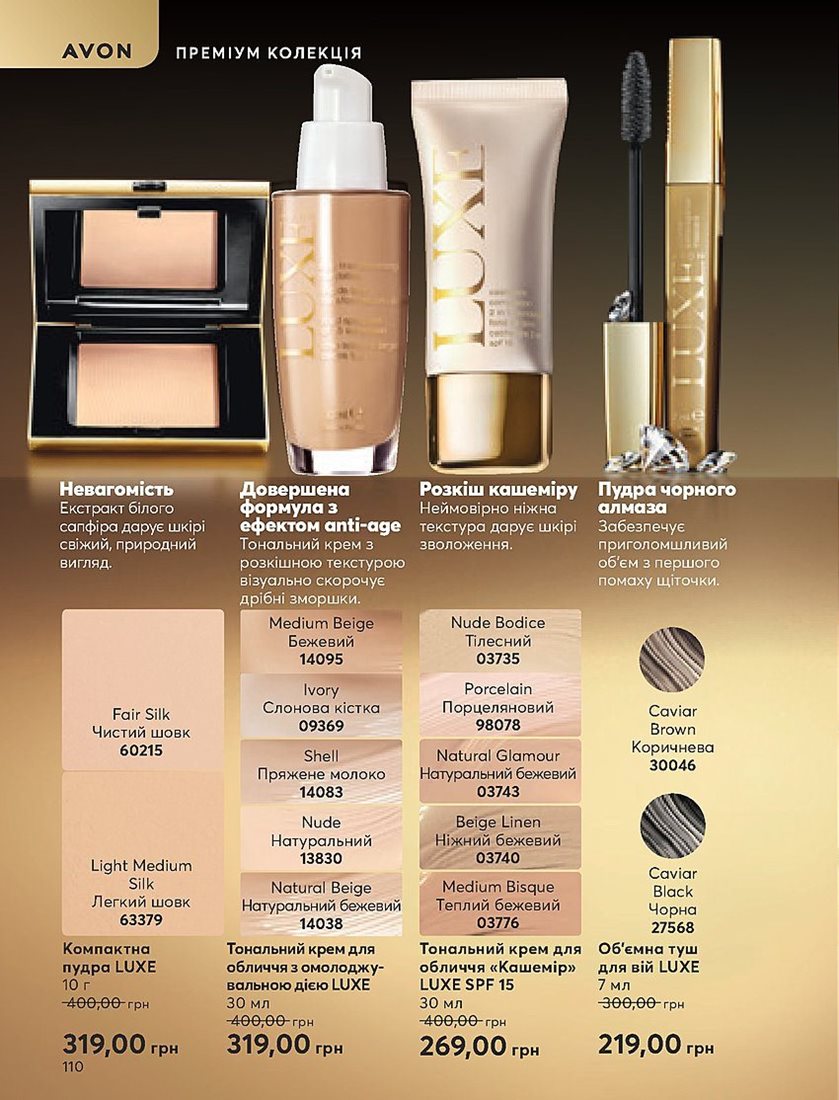 AVON
ПРЕМІУМ КОЛЕКЦІЯ
LUXE
LUXE
LUXE
Невагомість
Екстракт білого
сапфіра дарує шкірі
свіжий, природний
вигляд.
Довершена
формула з
ефектом anti-age
Тональний крем з
розкішною текстурою
візуально скорочує
дрібні зморшки.
Розкіш кашеміру
Неймовірно ніжна
текстура дарує шкірі
зволоження.
Пудра чорного
алмаза
Забезпечує
приголомшливий
об'єм з першого
помаху щіточки.
Fair Silk
Чистий шовк
60215
Light Medium
Silk
Легкий шовк
63379
Medium Beige
Бежевий
14095
Ivory
Слонова кістка
09369
Shell
Пряжене молоко
14083
Nude
Натуральний
13830
Natural Beige
Натуральний бежевий
14038
Nude Bodice
Тілесний
03735
Porcelain
Порцеляновий
98078
Natural Glamour
Натуральний бежевий
03743
Beige Linen
Ніжний бежевий
03740
Medium Bisque
Теплий бежевий
03776
Caviar
Brown
Коричнева
30046
Caviar
Black
Чорна
27568
Компактна
пудра LUXE
10 г
400,00 грн
319,00 грн
Тональний крем для
обличчя з омолоджу-
вальною дією LUXE
30 мл
400,00 грн
319,00 грн
Тональний крем для
обличчя «Кашемір»
LUXE SPF 15
30 мл
400,00 грн
269,00 грн
Об'ємна туш
для вій LUXE
7 мл
300,00 грн
219,00 грн
110